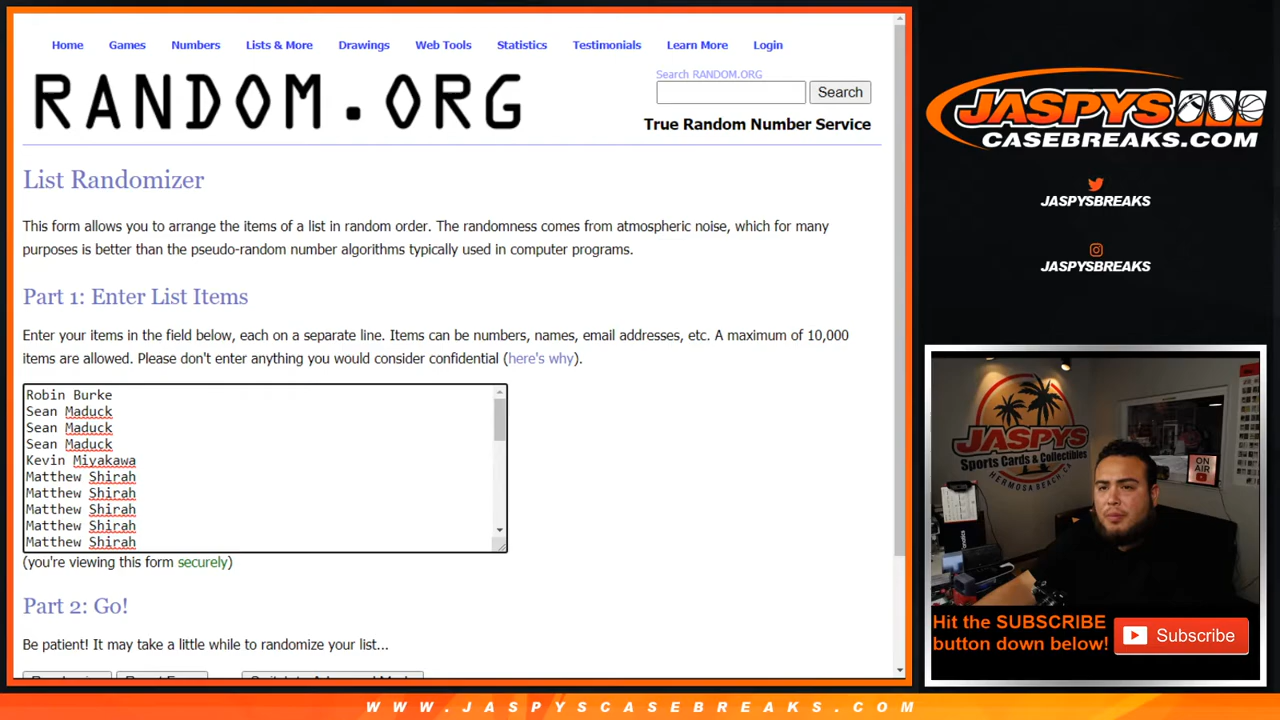 Home Games Numbers Lists & More Drawings Web Tools Statistics Testimonials Learn More Login
RANDOM.ORG
Search RANDOM.ORG
Search
True Random Number Service
List Randomizer
This form allows you to arrange the items of a list in random order. The randomness comes from atmospheric noise, which for many
purposes is better than the pseudo-random number algorithms typically used in computer programs.
Part 1: Enter List Items
Enter your items in the field below, each on a separate line. Items can be numbers, names, email addresses, etc. A maximum of 10,000
items are allowed. Please don't enter anything you would consider confidential (here's why).
Robin Burke
Sean Maduck
Sean Maduck
Sean Maduck
Kevin Miyakawa
Matthew Shirah
Matthew Shirah
Matthew Shirah
Matthew Shirah
Matthew Shirah
(you're viewing this form securely)
Part 2: Go!
Be patient! It may take a little while to randomize your list...
JASPYS
CASEBREAKS.COM
JASPYSBREAKS
JASPYSBREAKS
JASPYS
Sports Cards & Collectibles
HERMOSA BEACH, CA
ON
AIR
Hit the SUBSCRIBE
button down below!
Subscribe
WWW.JASPYSCASEBREAKS.COM